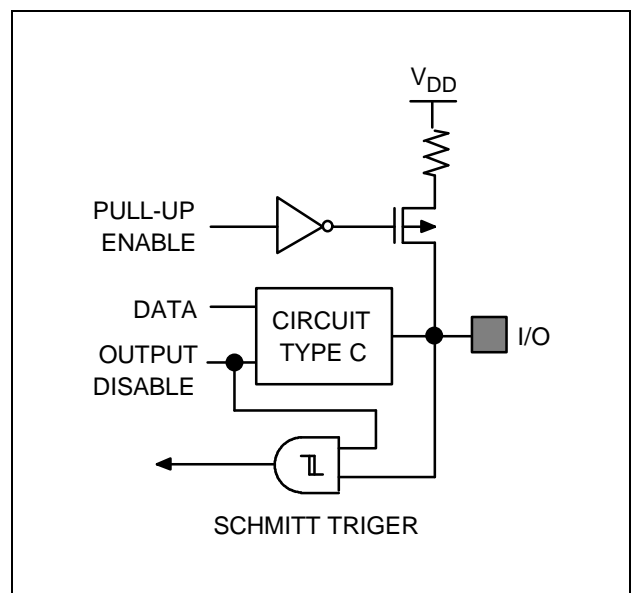 VDD
PULL-UP
ENABLE
DATA
CIRCUIT
TYPE C
I/O
OUTPUT
DISABLE
SCHMITT TRIGER